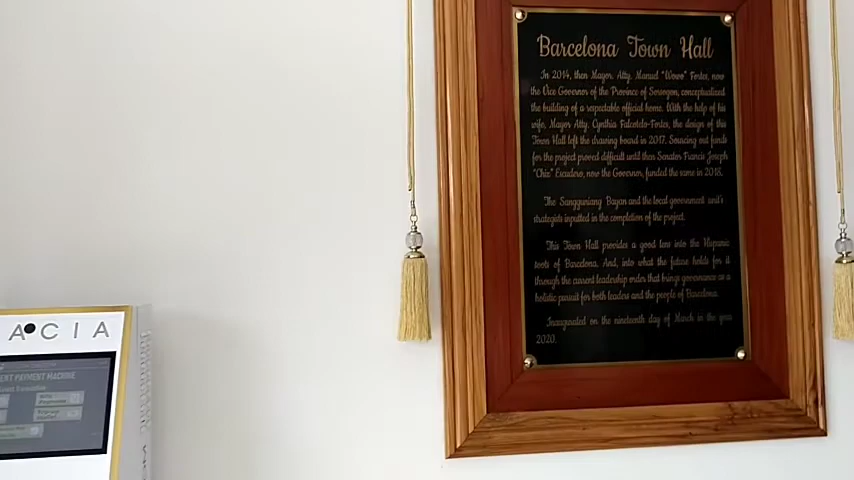 Barcelona Town Hall
In 2014, then Mayor, Atty. Manuel "Wowo" Fortes, now
the Vice Governor of the Province of Sorsogon, conceptualized
the building of a respectable official home. With the help of his
wife, Mayor Atty. Cynthia Falcotelo-Fortes, the design of this
Town Hall left the drawing board in 2017. Sourcing out funds
for the project proved difficult until then Senator Francis Joseph
"Chiz" Escudero, now the Governor, funded the same in 2018.
The Sangguniang Bayan and the local government unit's
strategists inputted in the completion of the project.
This Town Hall provides a good lens into the Hispanic
roots of Barcelona. And, into what the future holds for it
through the current leadership order that brings governance as a
holistic pursuit for both leaders and the people of Barcelona.
Inaugurated on the nineteenth day of March in the year
2020.
ACIA
ENT PAYMENT MACHINE